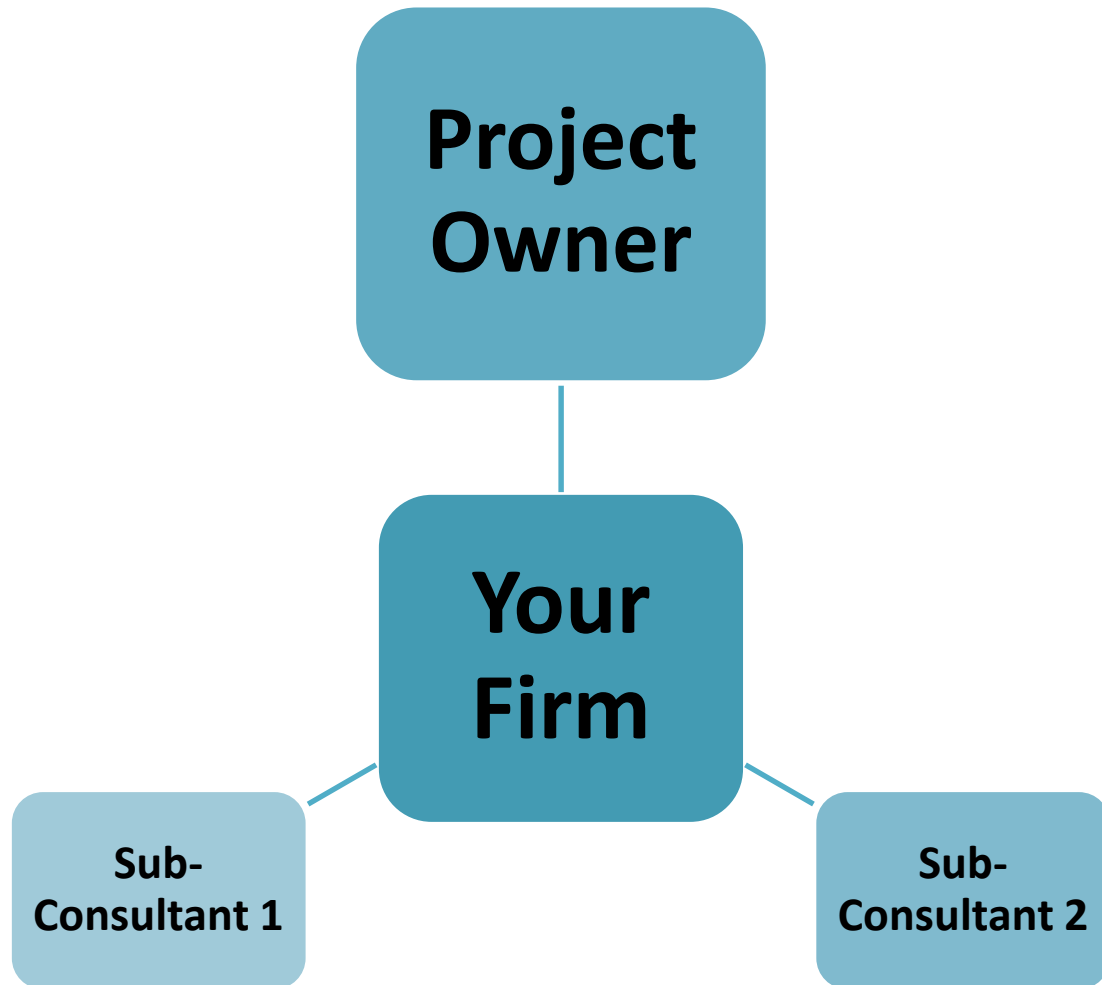 Project
Owner
Your
Firm
Sub-
Consultant 1
Sub-
Consultant 2